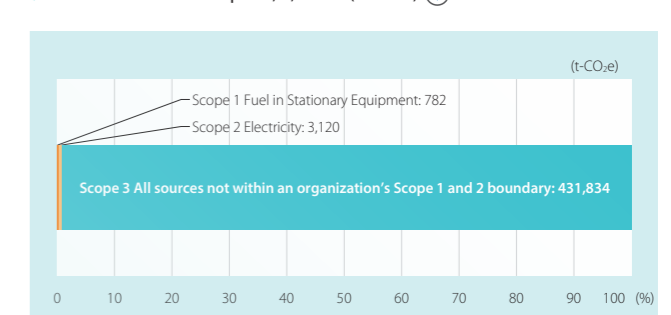 (t-CO₂e)
Scope 1 Fuel in Stationary Equipment: 782
Scope 2 Electricity: 3,120
Scope 3 All sources not within an organization's Scope 1 and 2 boundary: 431,834
0 10 20 30 40 50 60 70 80 90 100 (%)